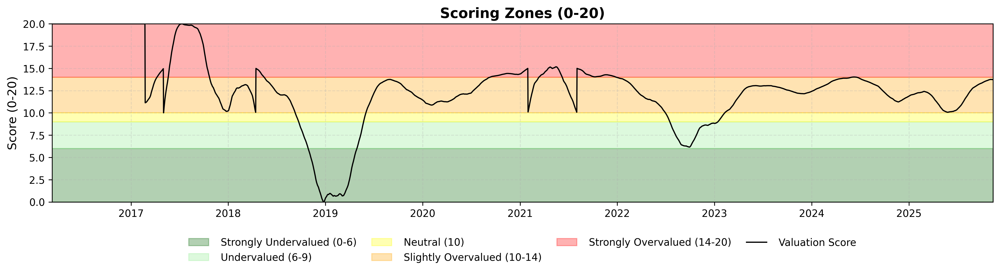 Scoring Zones (0-20)
Score (0-20)
20.0
17.5
15.0
12.5
10.0
7.5
5.0
2.5
0.0
2017 2018 2019 2020 2021 2022 2023 2024 2025
Strongly Undervalued (0-6) Neutral (10) Strongly Overvalued (14-20) Valuation Score
Undervalued (6-9) Slightly Overvalued (10-14)